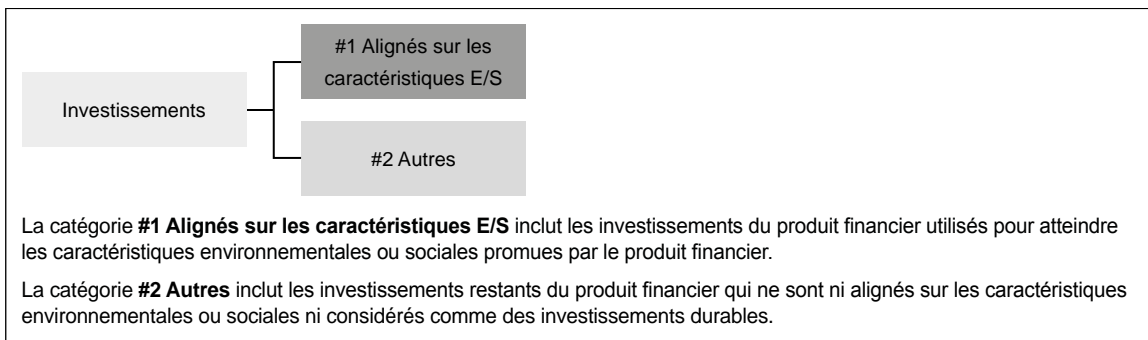 #1 Alignés sur les
caractéristiques E/S
Investissements
#2 Autres
La catégorie #1 Alignés sur les caractéristiques E/S inclut les investissements du produit financier utilisés pour atteindre
les caractéristiques environnementales ou sociales promues par le produit financier.
La catégorie #2 Autres inclut les investissements restants du produit financier qui ne sont ni alignés sur les caractéristiques
environnementales ou sociales ni considérés comme des investissements durables.